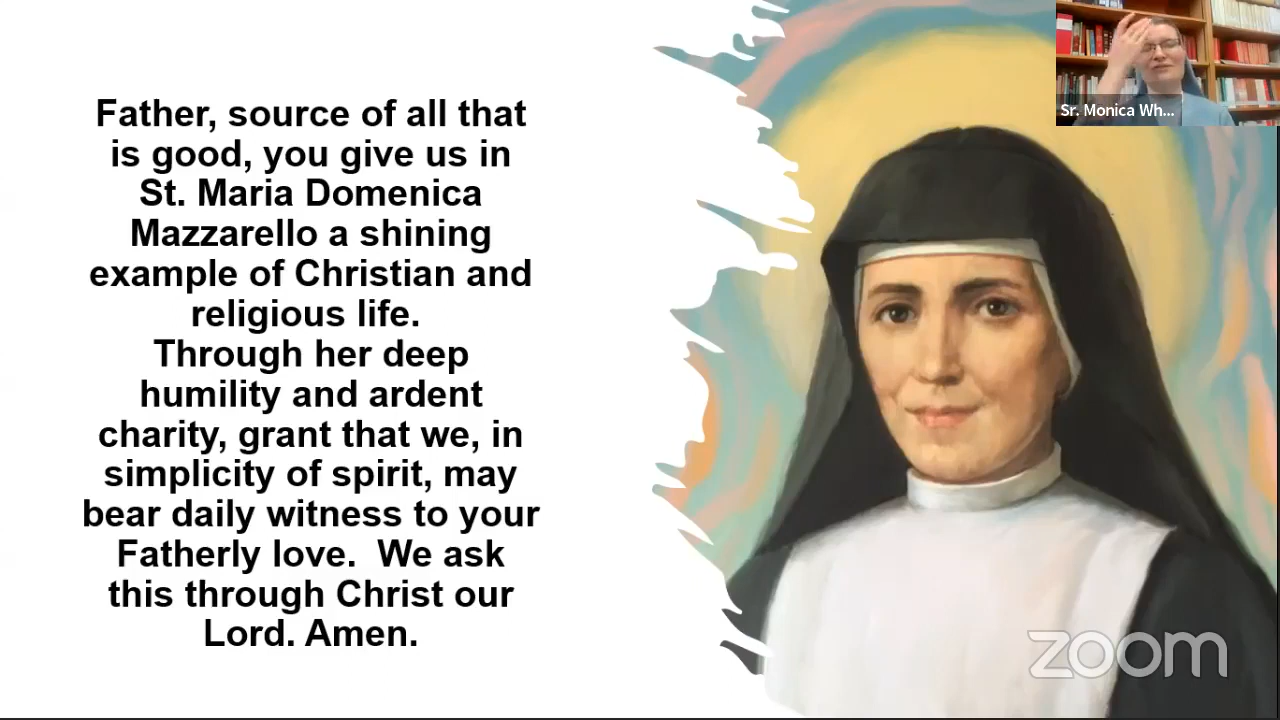 Father, source of all that
is good, you give us in
St. Maria Domenica
Mazzarello a shining
example of Christian and
religious life.
Through her deep
humility and ardent
charity, grant that we, in
simplicity of spirit, may
bear daily witness to your
Fatherly love.  We ask
this through Christ our
Lord. Amen.
Sr. Monica Wh...
zoom